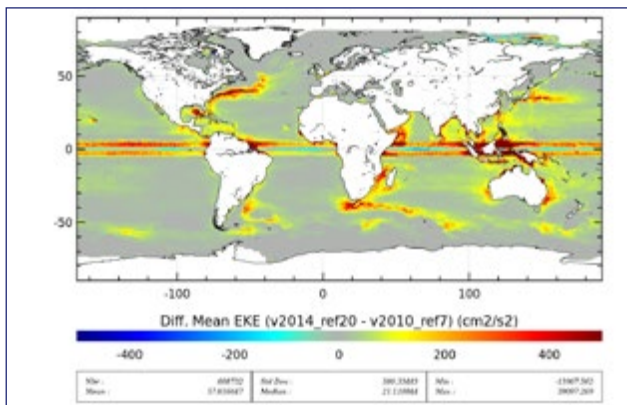 50
0
-50
-100 0 100
Diff. Mean EKE (v2014_ref20 - v2010_ref7) (cm2/s2)
-400 -200 0 200 400
Nbr : Std Dev : Min :
Mean : Median : Max :